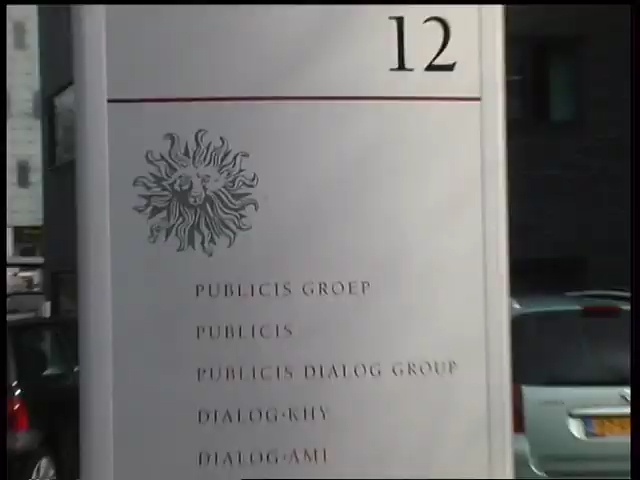 12
PUBLICIS GROEP
PUBLICIS
PUBLICIS DIALOG GROUP
DIALOG·KHY
DIALOG·AMI